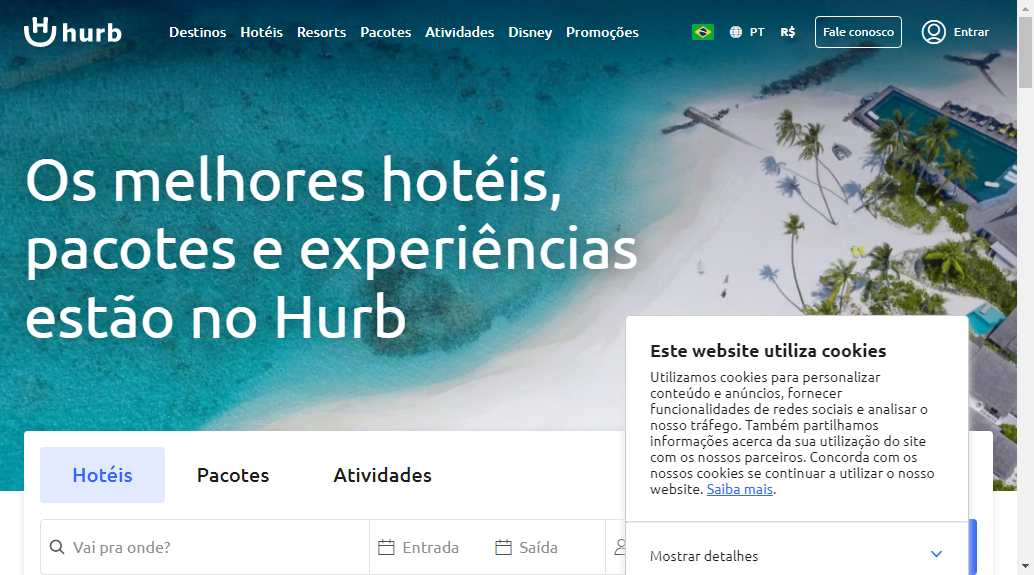 hurb
Destinos Hotéis Resorts Pacotes Atividades Disney Promoções PT R$ Fale conosco Entrar
Os melhores hotéis,
pacotes e experiências
estão no Hurb
Este website utiliza cookies
Utilizamos cookies para personalizar
conteúdo e anúncios, fornecer
funcionalidades de redes sociais e analisar o
nosso tráfego. Também partilhamos
informações acerca da sua utilização do site
com os nossos parceiros. Concorda com os
nossos cookies se continuar a utilizar o nosso
website. Saiba mais.
Mostrar detalhes
Hotéis Pacotes Atividades
Vai pra onde? Entrada Saída